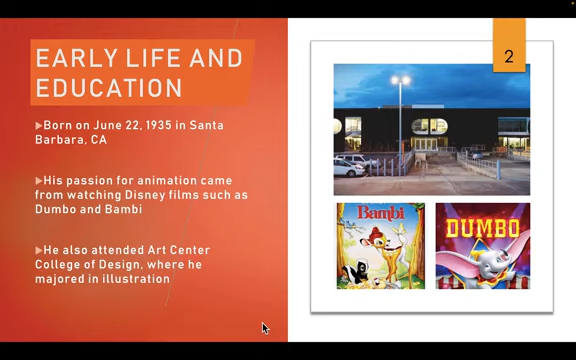 EARLY LIFE AND
EDUCATION
2
Born on June 22, 1935 in Santa
Barbara, CA
His passion for animation came
from watching Disney films such as
Dumbo and Bambi
He also attended Art Center
College of Design, where he
majored in illustration
Bambi
DUMBO